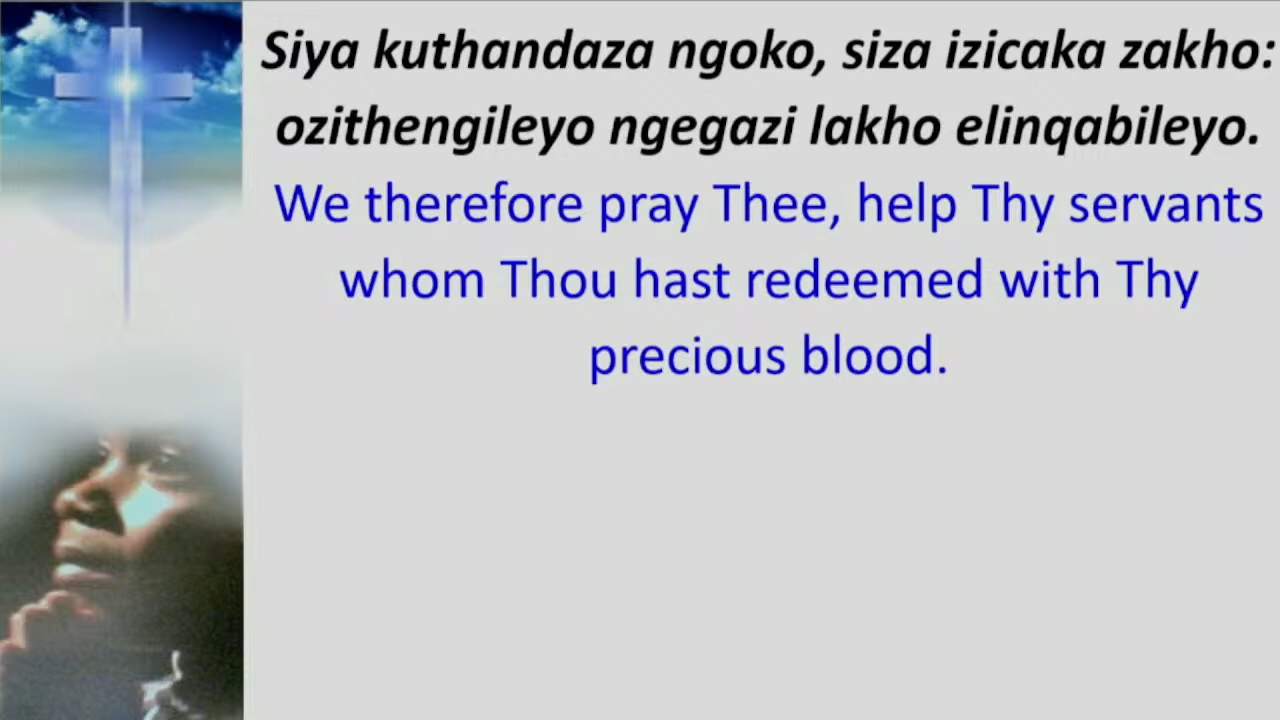 Siya kuthandaza ngoko, siza izicaka zakho:
ozithengileyo ngegazi lakho elinqabileyo.
We therefore pray Thee, help Thy servants
whom Thou hast redeemed with Thy
precious blood.